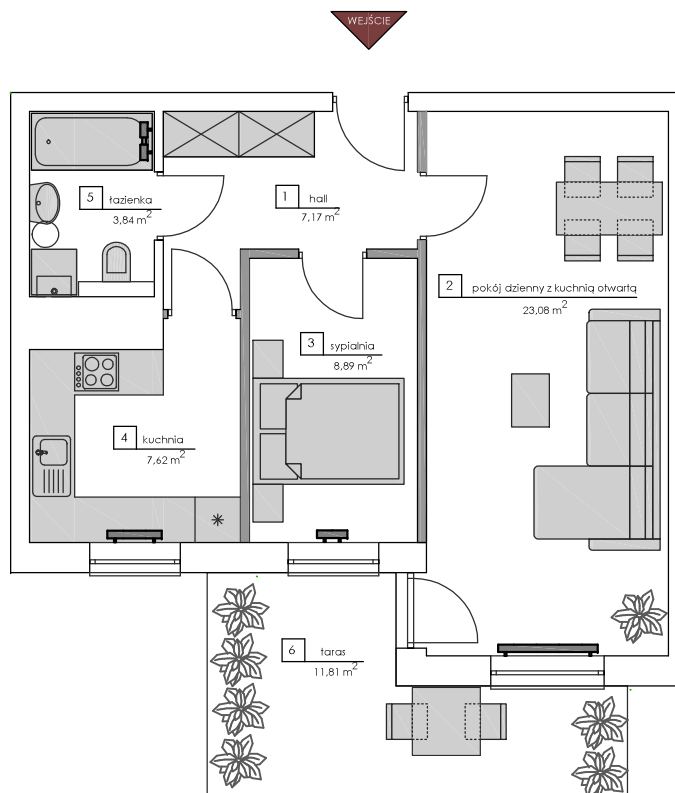 WEJŚCIE
5 łazienka
3,84 m²
1 hall
7,17 m²
2 pokój dzienny z kuchnią otwartą
23,08 m²
3 sypialnia
8,89 m²
4 kuchnia
7,62 m²
6 taras
11,81 m²